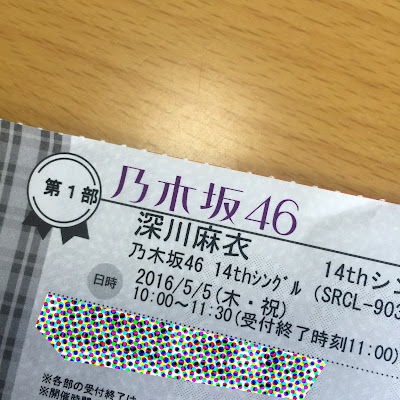 第1部
乃木坂46
深川麻衣
乃木坂46 14thシングル 14thシン
(SRCL-903
日時 2016/5/5(木・祝)
10:00~11:30(受付終了時刻11:00)
※各部の受付終了は
※開催時間